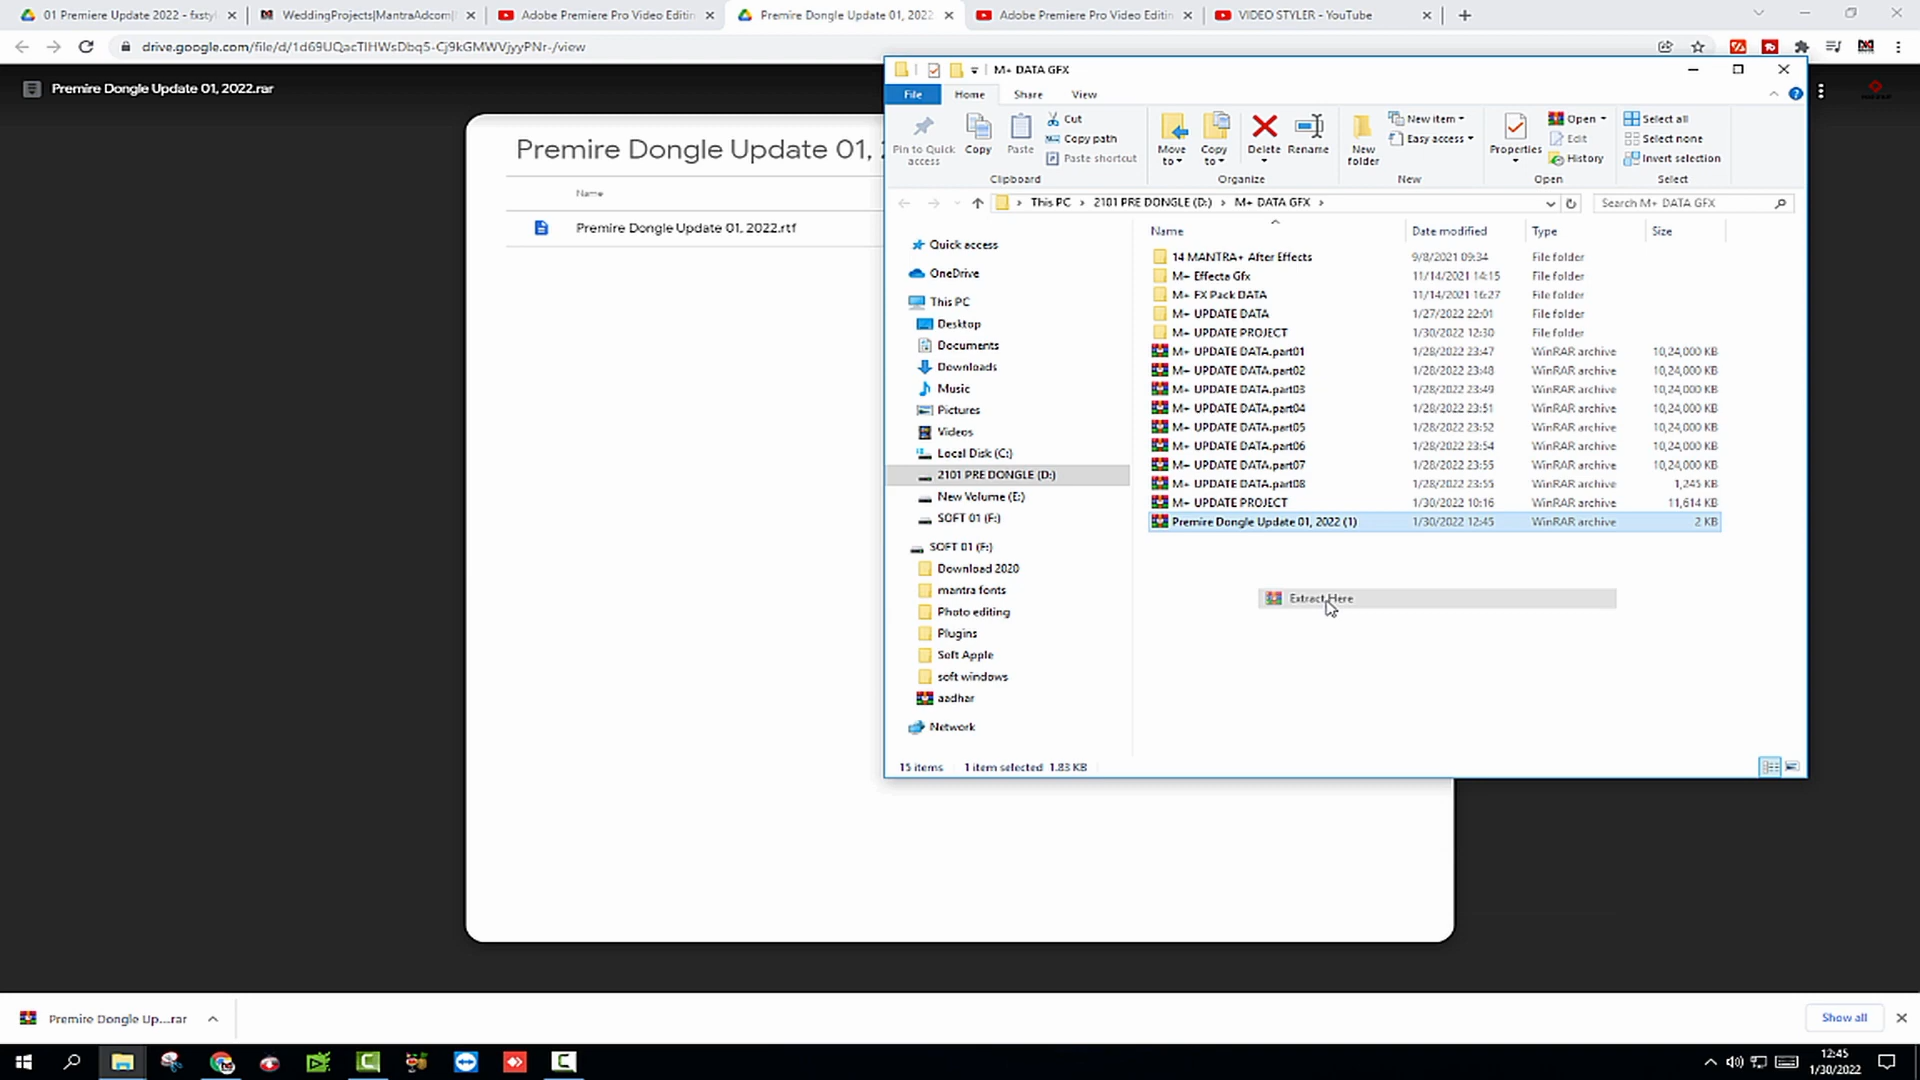 01 Premiere Update 2022 - fxstyl
WeddingProjects|MantraAdcom|H
Adobe Premiere Pro Video Editin
Premire Dongle Update 01, 2022
Adobe Premiere Pro Video Editin
VIDEO STYLER - YouTube
drive.google.com/file/d/1d69UQacTlHWsDbq5-Cj9kGMWVjyyPNr-/view
Premire Dongle Update 01, 2022.rar
Premire Dongle Update 01, 2
Name
Premire Dongle Update 01, 2022.rtf
M+ DATA GFX
File
Home
Share
View
Pin to Quick access
Copy
Paste
Cut
Copy path
Paste shortcut
Clipboard
Move to
Copy to
Delete
Rename
Organize
New folder
New item
Easy access
New
Properties
Open
Edit
History
Open
Select all
Select none
Invert selection
Select
This PC > 2101 PRE DONGLE (D:) > M+ DATA GFX >
Search M+ DATA GFX
Quick access
OneDrive
This PC
Desktop
Documents
Downloads
Music
Pictures
Videos
Local Disk (C:)
2101 PRE DONGLE (D:)
New Volume (E:)
SOFT 01 (F:)
SOFT 01 (F:)
Download 2020
mantra fonts
Photo editing
Plugins
Soft Apple
soft windows
aadhar
Network
Name Date modified Type Size
14 MANTRA+ After Effects 9/8/2021 09:34 File folder
M+ Effecta Gfx 11/14/2021 14:15 File folder
M+ FX Pack DATA 11/14/2021 16:27 File folder
M+ UPDATE DATA 1/27/2022 22:01 File folder
M+ UPDATE PROJECT 1/30/2022 12:30 File folder
M+ UPDATE DATA.part01 1/28/2022 23:47 WinRAR archive 10,24,000 KB
M+ UPDATE DATA.part02 1/28/2022 23:48 WinRAR archive 10,24,000 KB
M+ UPDATE DATA.part03 1/28/2022 23:49 WinRAR archive 10,24,000 KB
M+ UPDATE DATA.part04 1/28/2022 23:51 WinRAR archive 10,24,000 KB
M+ UPDATE DATA.part05 1/28/2022 23:52 WinRAR archive 10,24,000 KB
M+ UPDATE DATA.part06 1/28/2022 23:54 WinRAR archive 10,24,000 KB
M+ UPDATE DATA.part07 1/28/2022 23:55 WinRAR archive 10,24,000 KB
M+ UPDATE DATA.part08 1/28/2022 23:55 WinRAR archive 1,245 KB
M+ UPDATE PROJECT 1/30/2022 10:16 WinRAR archive 11,614 KB
Premire Dongle Update 01, 2022 (1) 1/30/2022 12:45 WinRAR archive 2 KB
Extract Here
15 items 1 item selected 1.83 KB
Premire Dongle Up....rar
Show all
12:45
1/30/2022